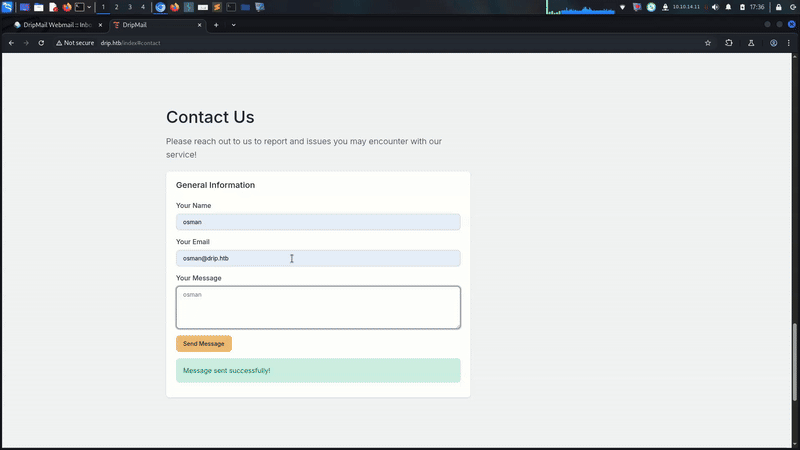 1 2 3 4
10.10.14.11
17:36
DripMail Webmail :: Inbo
DripMail
Not secure
drip.htb/index#contact
Contact Us
Please reach out to us to report and issues you may encounter with our
service!
General Information
Your Name
osman
Your Email
osman@drip.htb
Your Message
osman
Send Message
Message sent successfully!